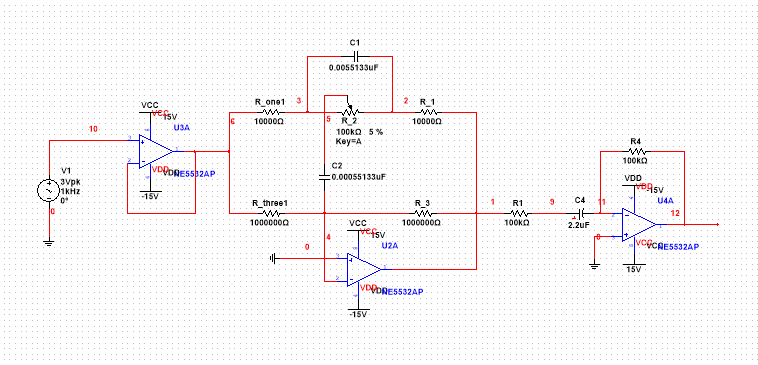 C1
0.0055133uF
R_one1
10000Ω
3
5
R_2
100kΩ 5 %
Key=A
2
R_1
10000Ω
VCC
VCC
15V
U3A
10
6
VDD
VDD
NE5532AP
-15V
V1
3Vpk
1kHz
0°
0
C2
0.00055133uF
R_three1
1000000Ω
R_3
1000000Ω
4
0
VCC
VCC
15V
U2A
VDD
VDD
NE5532AP
-15V
1
R1
100kΩ
9
C4
2.2uF
11
R4
100kΩ
VDD
VDD
-15V
U4A
12
0
VCC
VCC
NE5532AP
15V